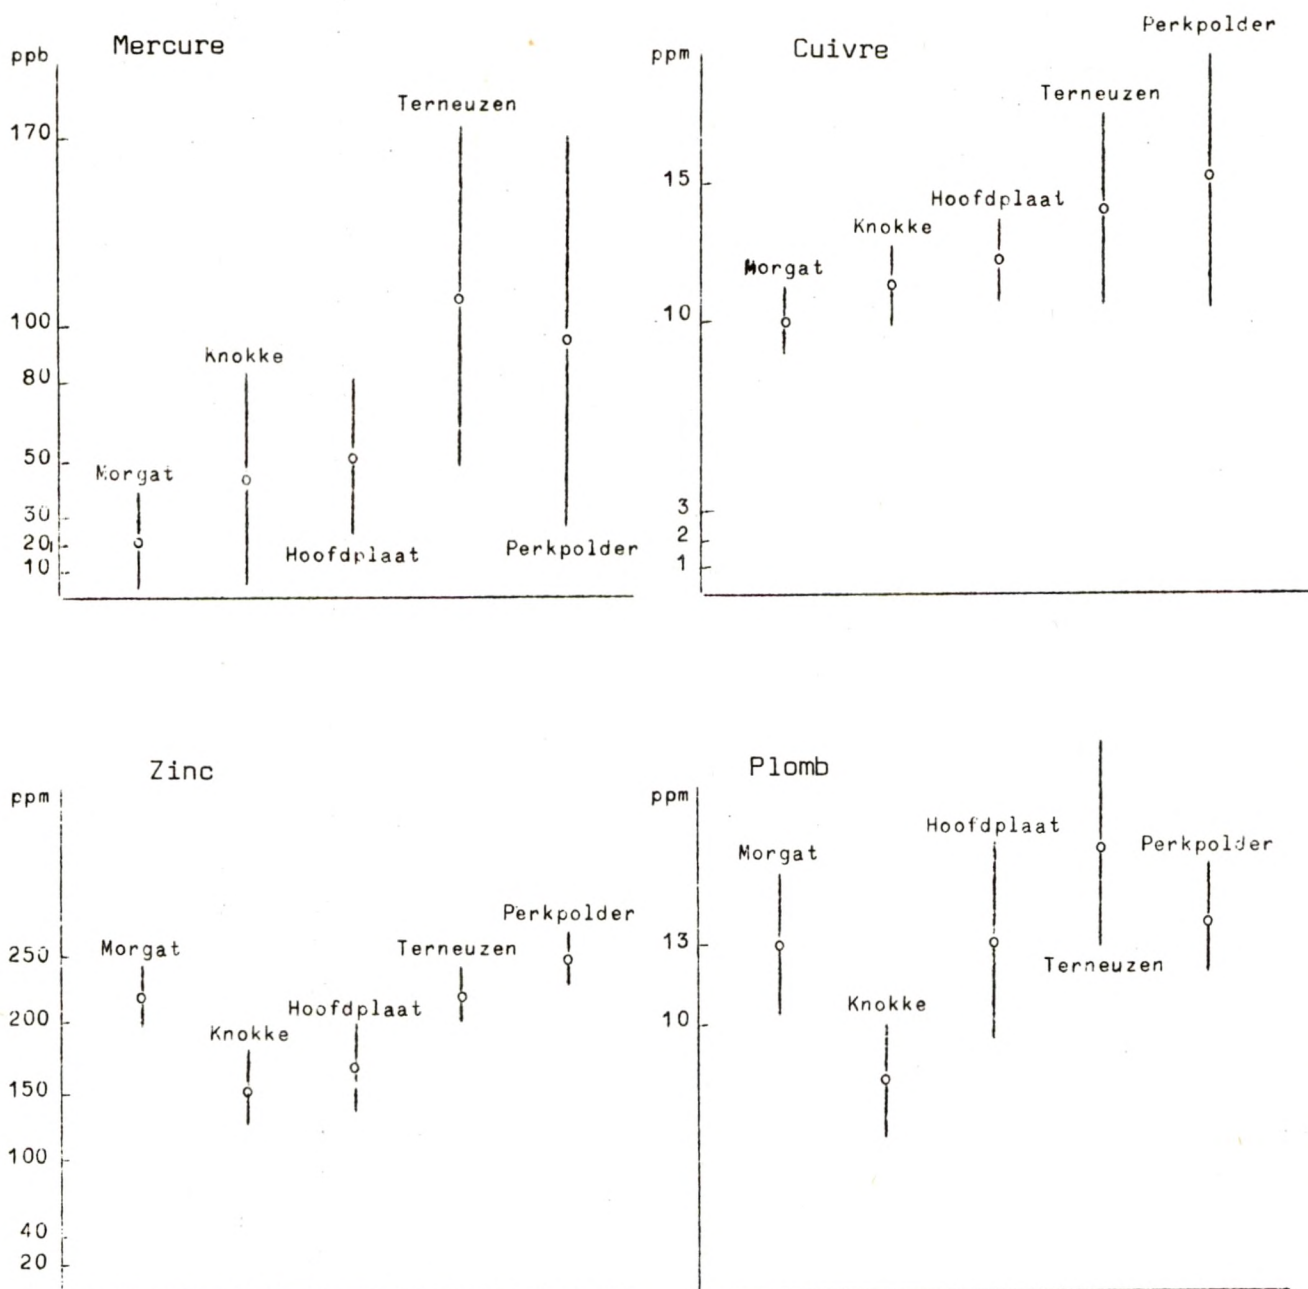 Mercure
ppb
170
100
80
50
30
20
10
Morgat
Knokke
Hoofdplaat
Terneuzen
Perkpolder
Cuivre
ppm
15
10
3
2
1
Morgat
Knokke
Hoofdplaat
Terneuzen
Perkpolder
Zinc
ppm
250
200
150
100
40
20
Morgat
Knokke
Hoofdplaat
Terneuzen
Perkpolder
Plomb
ppm
13
10
Morgat
Knokke
Hoofdplaat
Terneuzen
Perkpolder